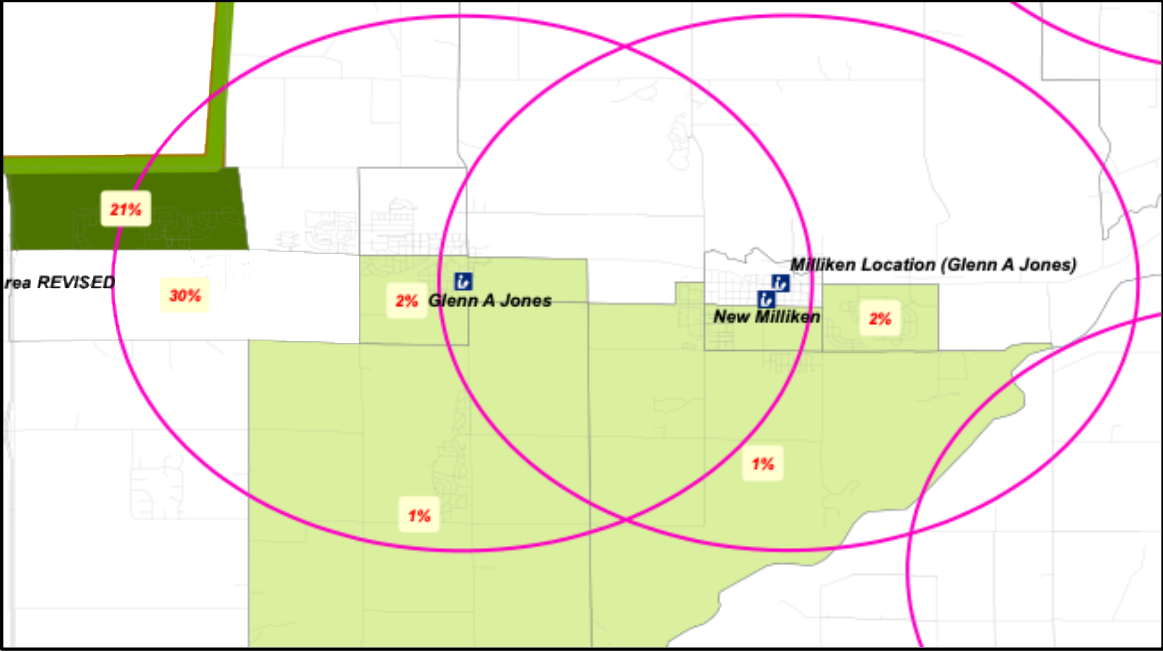 21%
Milliken Location (Glenn A Jones)
rea REVISED
30%
2%
Glenn A Jones
New Milliken
2%
1%
1%